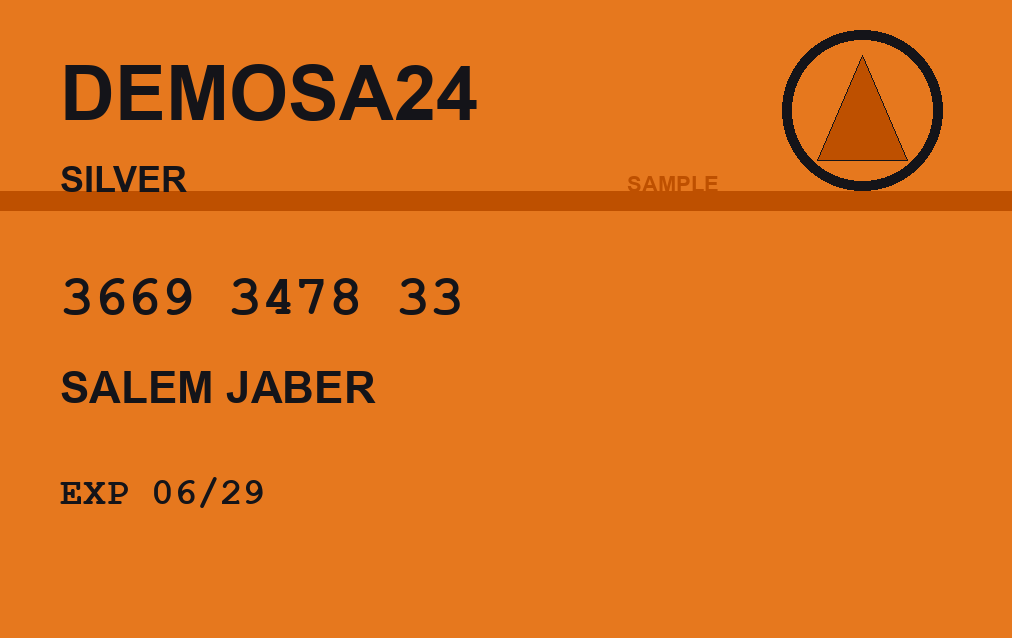 DEMOSA24
SILVER
SAMPLE
3669 3478 33
SALEM JABER
EXP 06/29